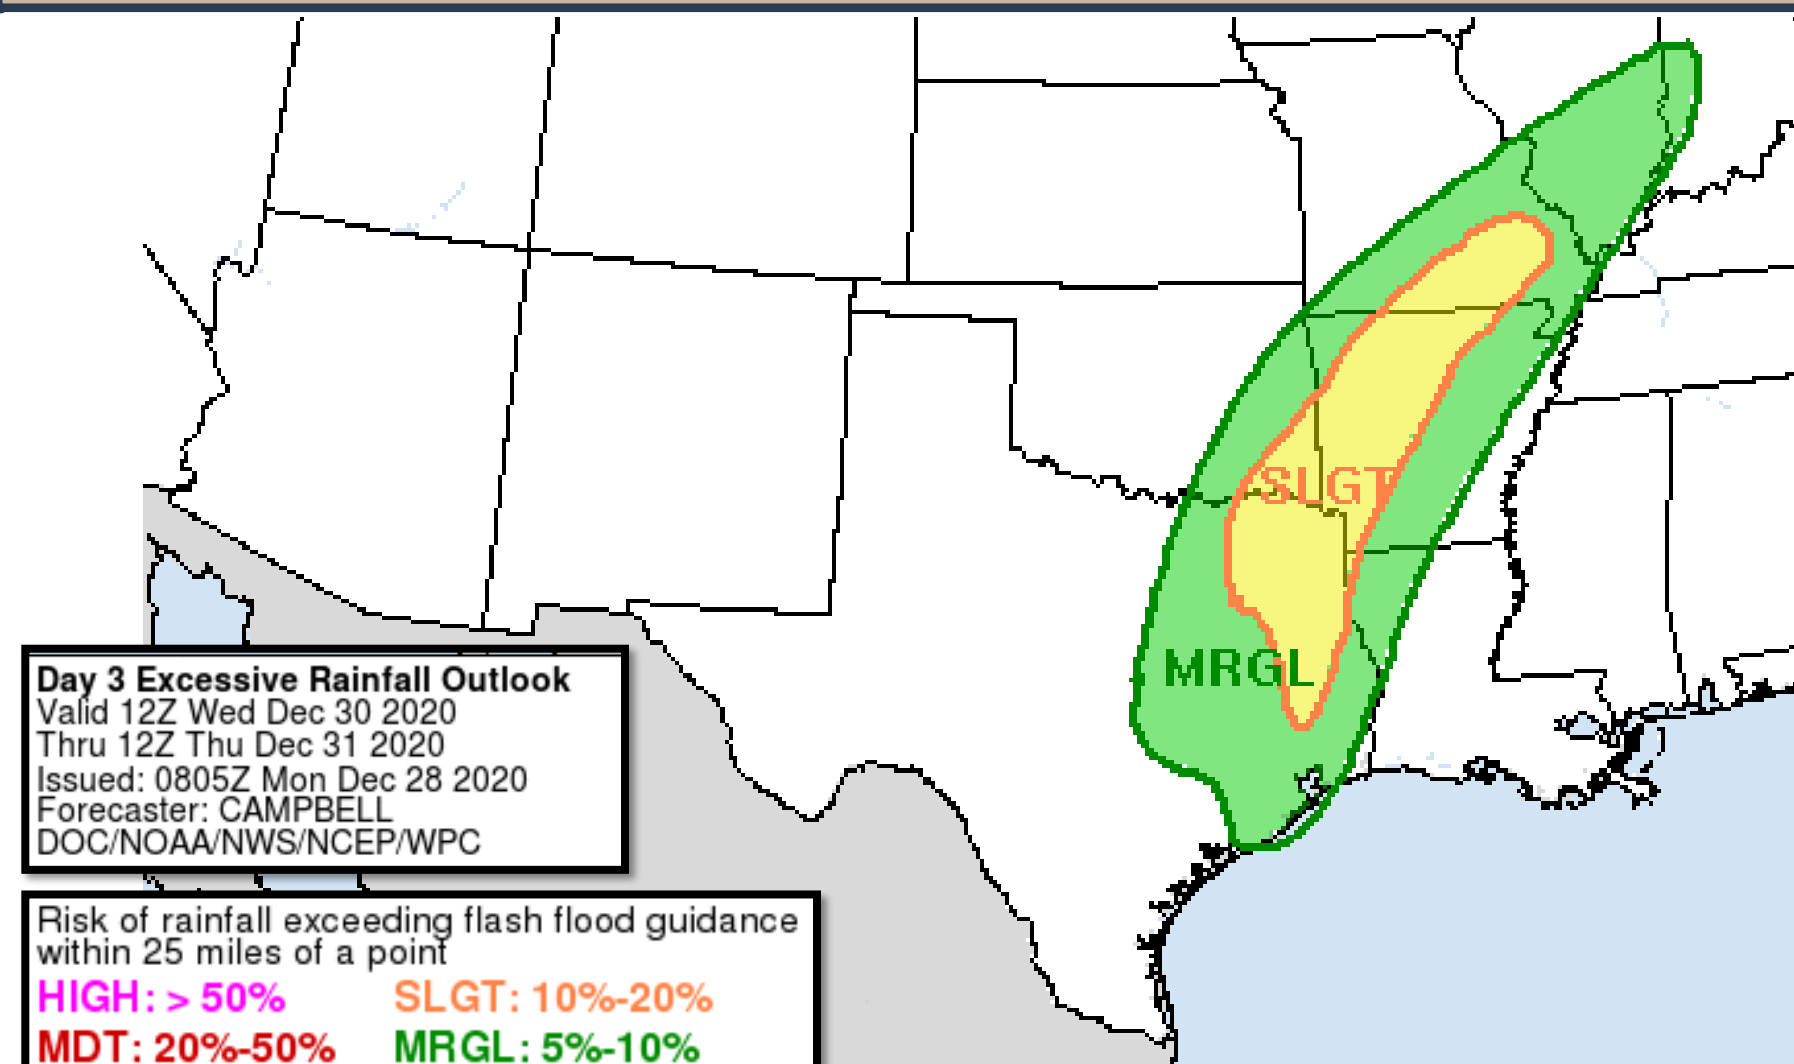 SLGT
MRGL
Day 3 Excessive Rainfall Outlook
Valid 12Z Wed Dec 30 2020
Thru 12Z Thu Dec 31 2020
Issued: 0805Z Mon Dec 28 2020
Forecaster: CAMPBELL
DOC/NOAA/NWS/NCEP/WPC
Risk of rainfall exceeding flash flood guidance
within 25 miles of a point
HIGH: > 50% SLGT: 10%-20%
MDT: 20%-50% MRGL: 5%-10%